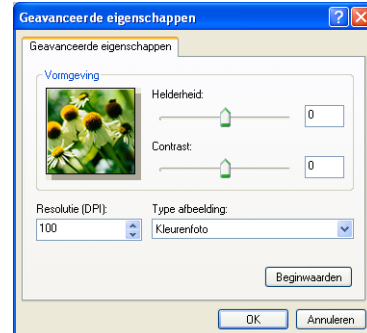 Geavanceerde eigenschappen
Geavanceerde eigenschappen
Vormgeving
Helderheid:
0
Contrast:
0
Resolutie (DPI):
Type afbeelding:
100
Kleurenfoto
Beginwaarden
OK
Annuleren